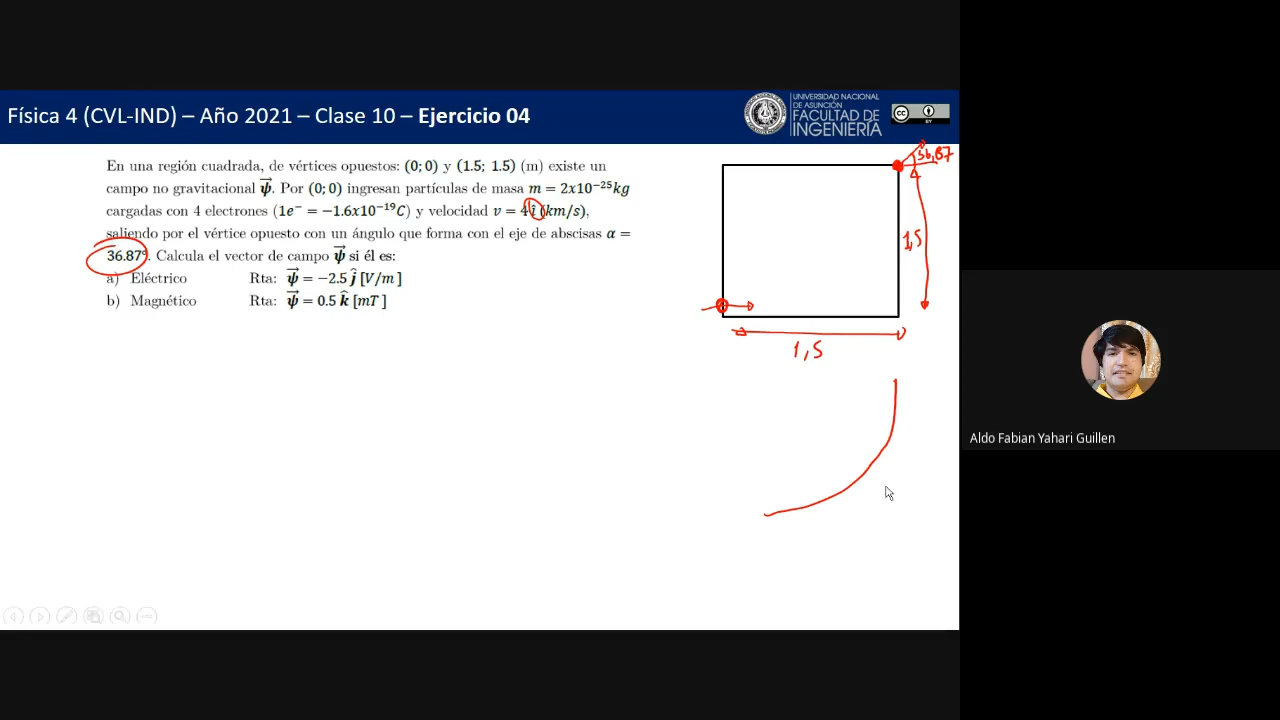 Física 4 (CVL-IND) – Año 2021 – Clase 10 – Ejercicio 04
UNIVERSIDAD NACIONAL
DE ASUNCIÓN
FACULTAD DE
INGENIERÍA
cc BY
En una región cuadrada, de vértices opuestos: (0; 0) y (1.5; 1.5) (m) existe un
campo no gravitacional ψ⃗. Por (0; 0) ingresan partículas de masa m = 2x10⁻²⁵kg
cargadas con 4 electrones (1e⁻ = −1.6x10⁻¹⁹C) y velocidad v = 4 î (km/s),
saliendo por el vértice opuesto con un ángulo que forma con el eje de abscisas α =
36.87º. Calcula el vector de campo ψ⃗ si él es:
a) Eléctrico Rta: ψ⃗ = −2.5 ĵ [V/m ]
b) Magnético Rta: ψ⃗ = 0.5 k̂ [mT ]
36,87
1,5
1,5
Aldo Fabian Yahari Guillen